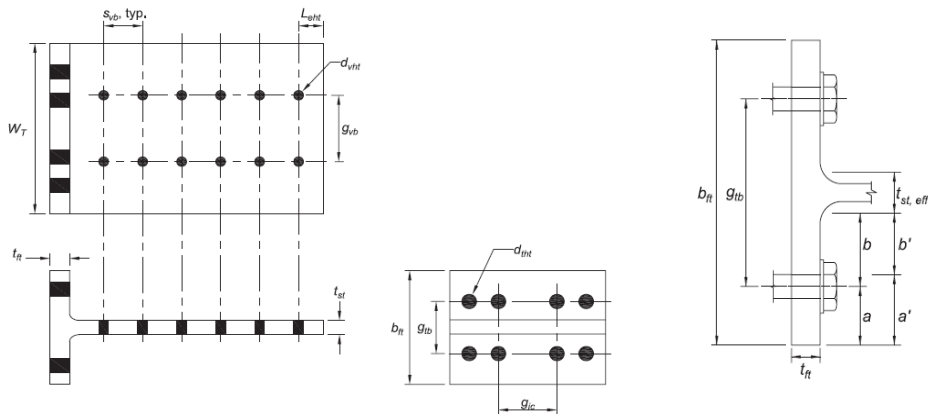 s_vb, typ.
L_eht
d_vht
W_T
g_vb
t_ft
t_st
d_tht
b_ft
g_tb
g_ic
b_ft
g_tb
t_st, eff
b
b'
a
a'
t_ft